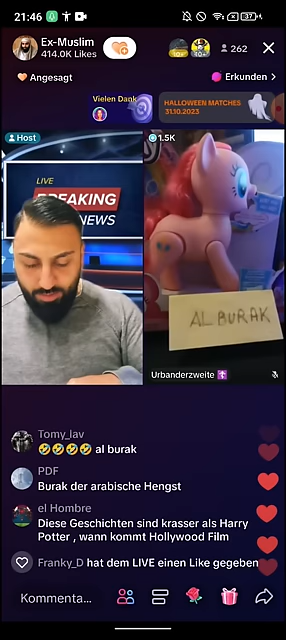 21:46
37
Ex-Muslim
414.0K Likes
262
Angesagt
Erkunden
Vielen Dank
HALLOWEEN MATCHES
31.10.2023
Host
1.5K
LIVE
BREAKING
NEWS
AL BURAK
Urbanderzweite
Tomy_lav
🤣🤣🤣🤣 al burak
PDF
Burak der arabische Hengst
el Hombre
Diese Geschichten sind krasser als Harry
Potter , wann kommt Hollywood Film
Franky_D hat dem LIVE einen Like gegeben
Kommenta...